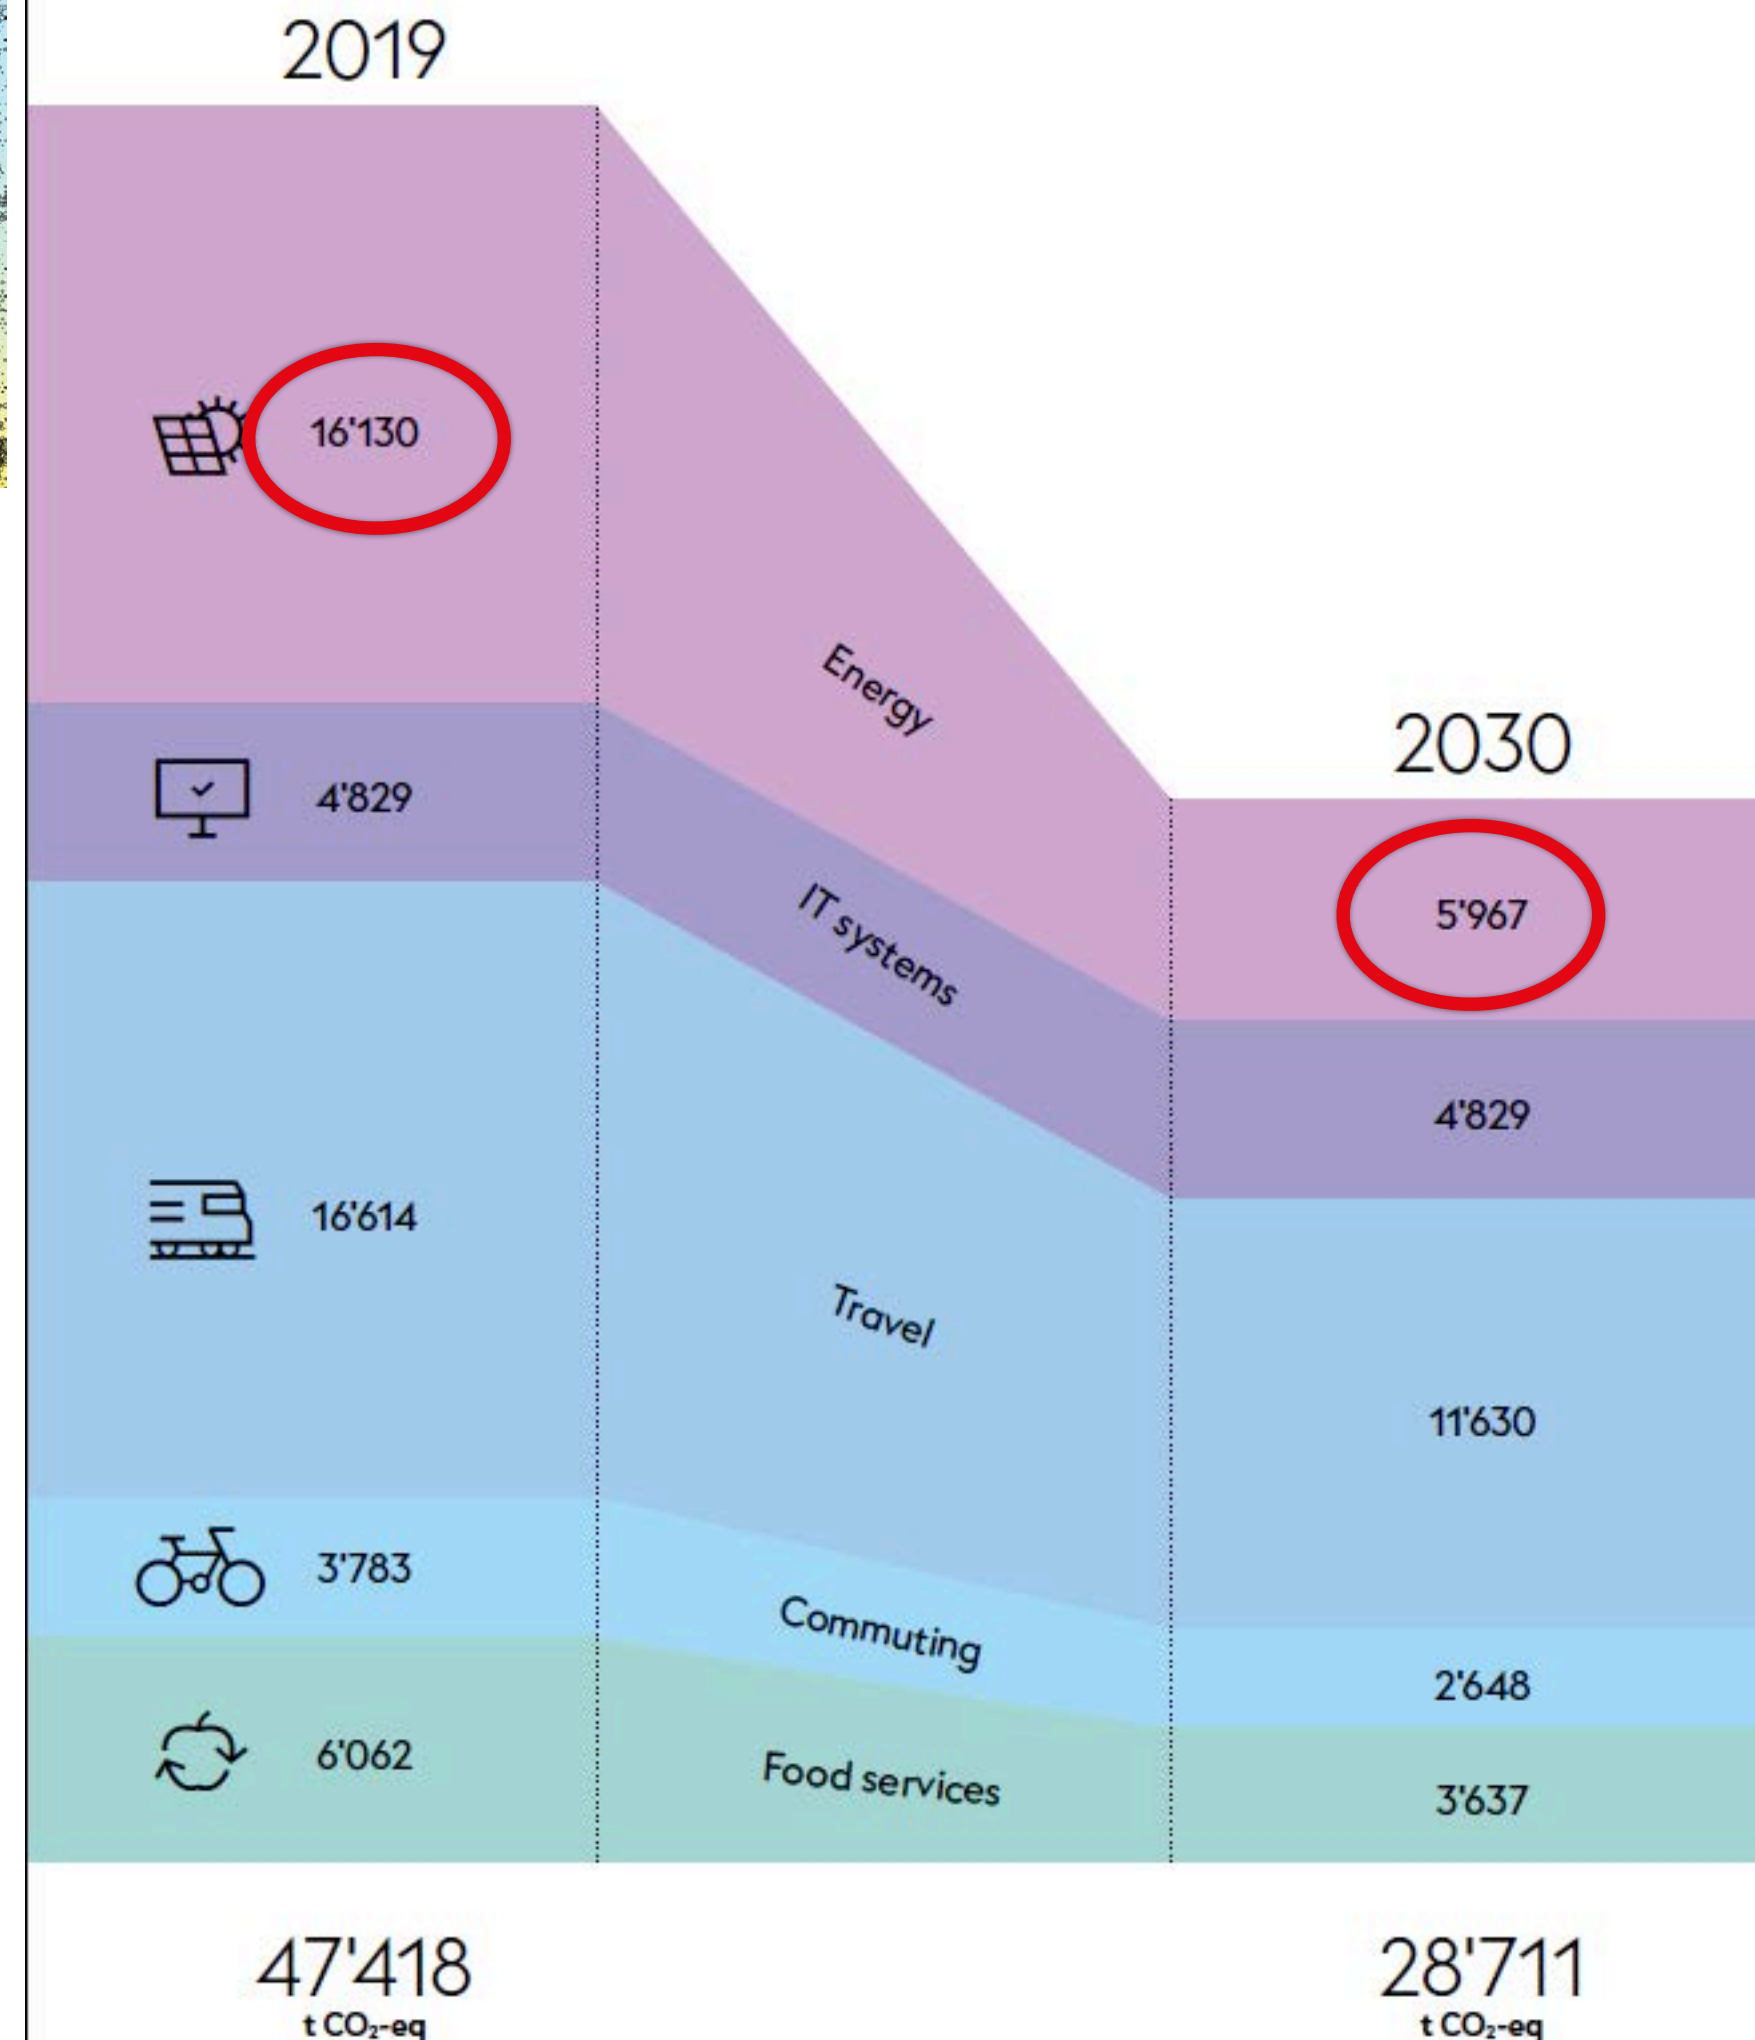 2019
16'130
Energy
2030
4'829
5'967
IT systems
4'829
16'614
Travel
11'630
3'783
Commuting
2'648
6'062
Food services
3'637
47'418
t CO₂-eq
28'711
t CO₂-eq